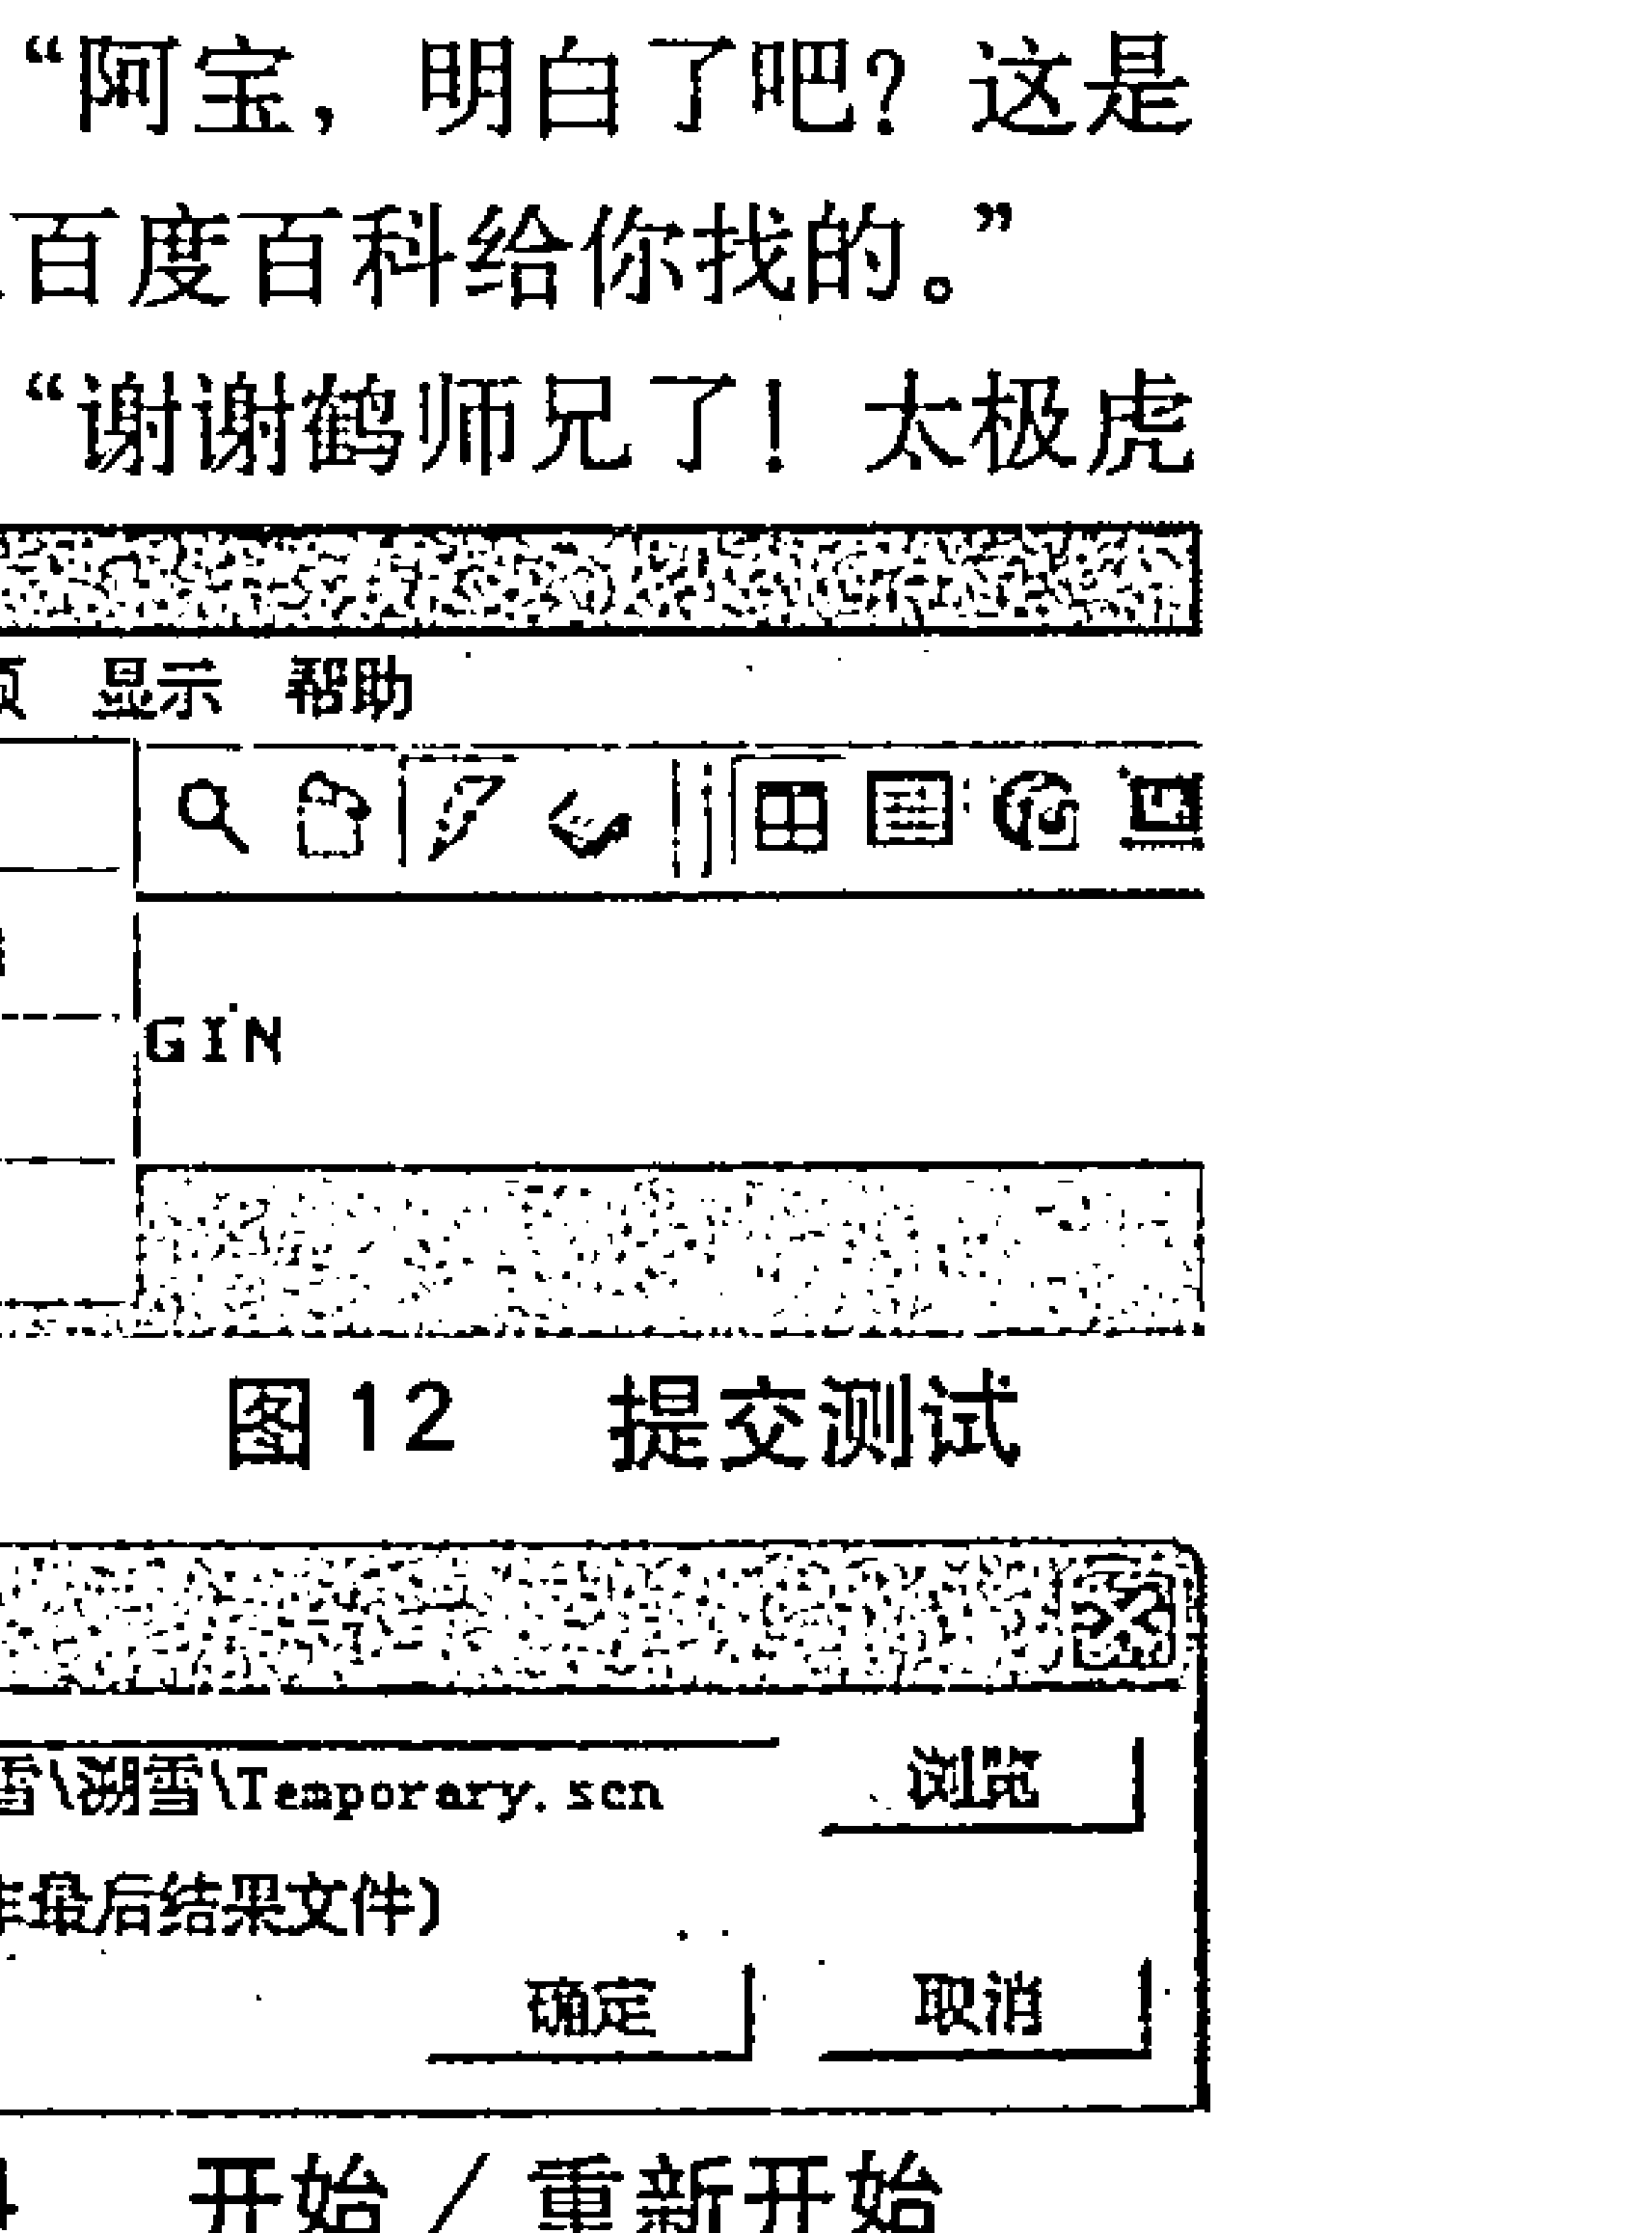 “阿宝，明白了吧？这是
百度百科给你找的。”
“谢谢鹤师兄了！太极虎
显示 帮助
GIN
图12 提交测试
雪\溯雪\Temporary.scn
浏览
最后结果文件)
确定 取消
开始／重新开始